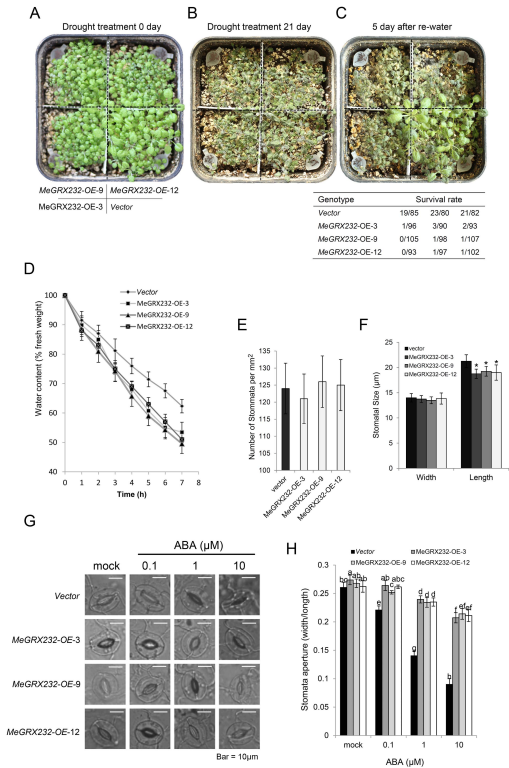 A
B
C
Drought treatment 0 day
Drought treatment 21 day
5 day after re-water
MeGRX232-OE-9 MeGRX232-OE-12
MeGRX232-OE-3 Vector
Genotype Survival rate
Vector 19/85 23/80 21/82
MeGRX232-OE-3 1/96 3/90 2/93
MeGRX232-OE-9 0/105 1/98 1/107
MeGRX232-OE-12 0/93 1/97 1/102
D
Water content (% fresh weight)
100
90
80
70
60
50
40
0 1 2 3 4 5 6 7 8
Time (h)
Vector
MeGRX232-OE-3
MeGRX232-OE-9
MeGRX232-OE-12
E
Number of Stommata per mm2
135
130
125
120
115
110
105
100
vector
MeGRX232-OE-3
MeGRX232-OE-9
MeGRX232-OE-12
F
Stomatal Size (μm)
25
20
15
10
5
0
vector
MeGRX232-OE-3
MeGRX232-OE-9
MeGRX232-OE-12
* * *
Width Length
G
ABA (μM)
mock 0.1 1 10
Vector
MeGRX232-OE-3
MeGRX232-OE-9
MeGRX232-OE-12
Bar = 10μm
H
Vector
MeGRX232-OE-3
MeGRX232-OE-9
MeGRX232-OE-12
Stomata aperture (width/length)
0.3
0.25
0.2
0.15
0.1
0.05
0
bc a ab ab
e ab c abc
g d d d
h f ef ef
mock 0.1 1 10
ABA (μM)